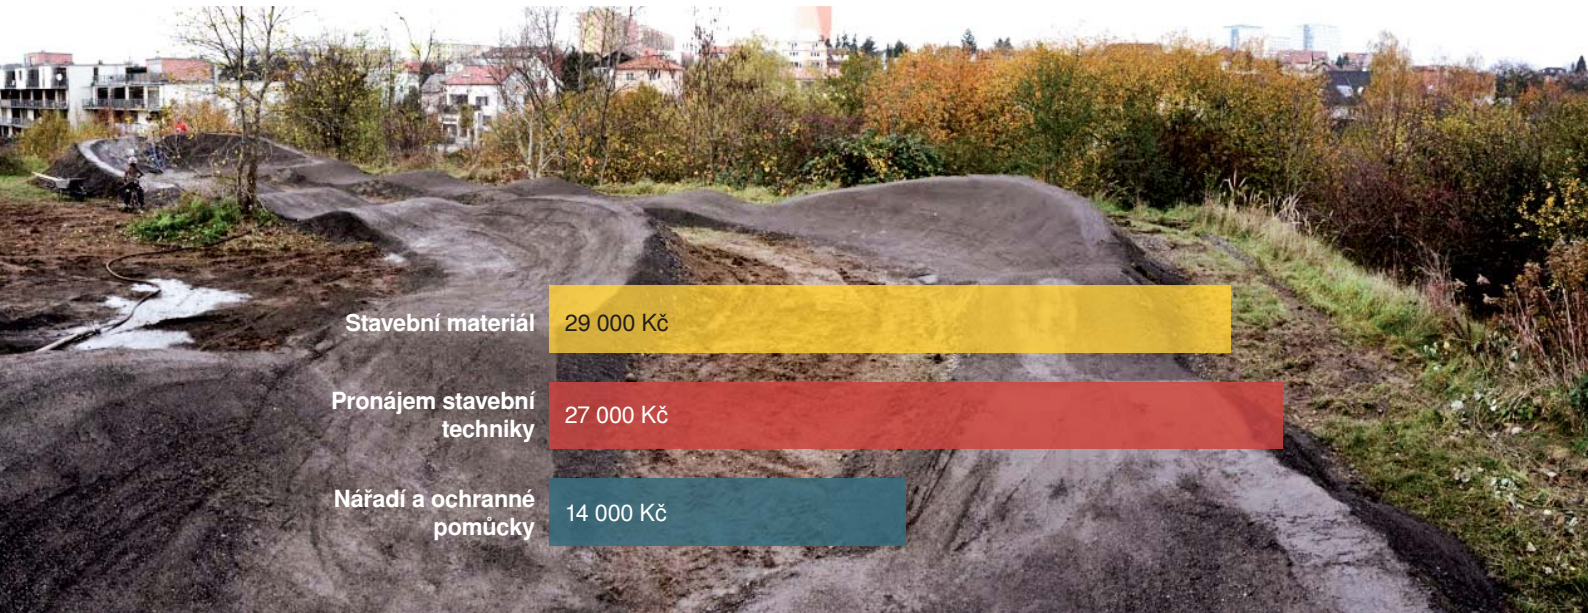 Stavební materiál
29 000 Kč
Pronájem stavební
techniky
27 000 Kč
Nářadí a ochranné
pomůcky
14 000 Kč